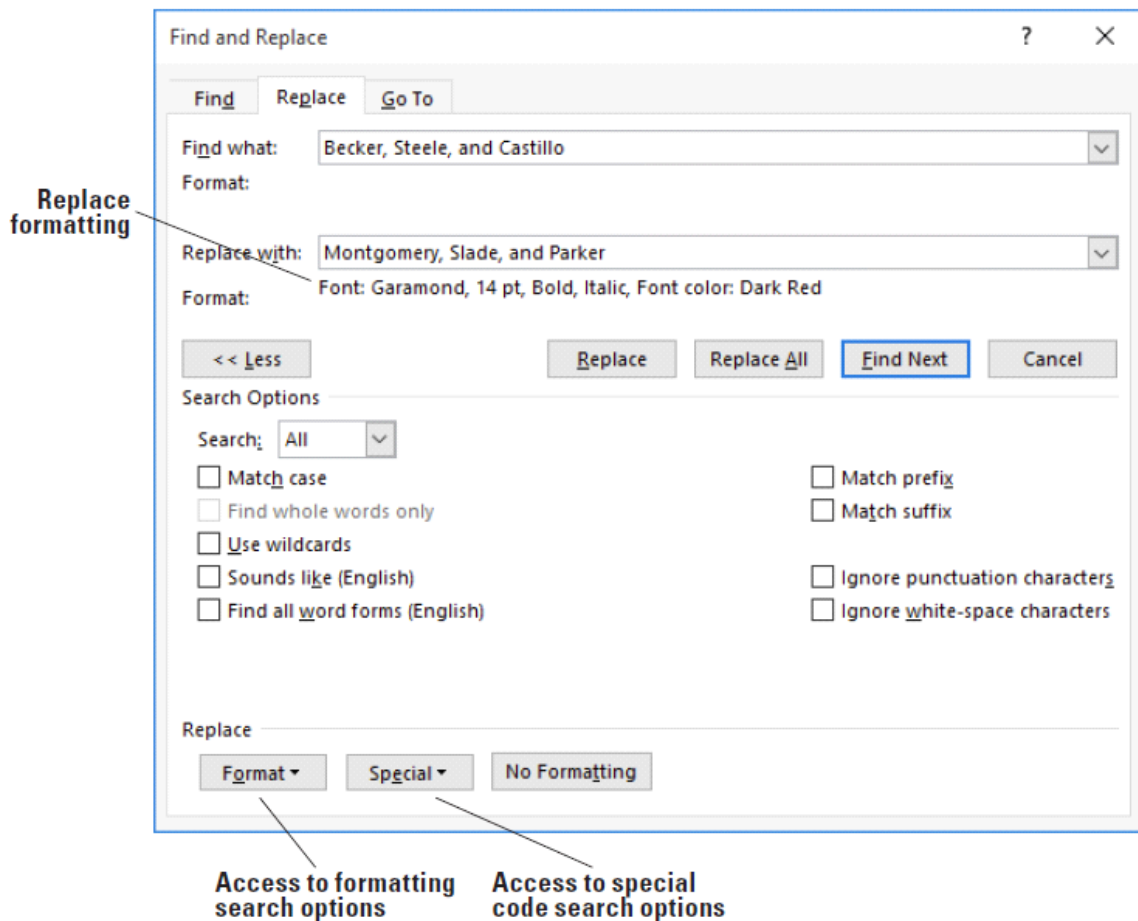 Find and Replace ?
Find Replace Go To
Find what: Becker, Steele, and Castillo
Format:
Replace
formatting
Replace with: Montgomery, Slade, and Parker
Format: Font: Garamond, 14 pt, Bold, Italic, Font color: Dark Red
<< Less Replace Replace All Find Next Cancel
Search Options
Search: All
Match case Match prefix
Find whole words only Match suffix
Use wildcards
Sounds like (English) Ignore punctuation characters
Find all word forms (English) Ignore white-space characters
Replace
Format Special No Formatting
Access to formatting
search options
Access to special
code search options